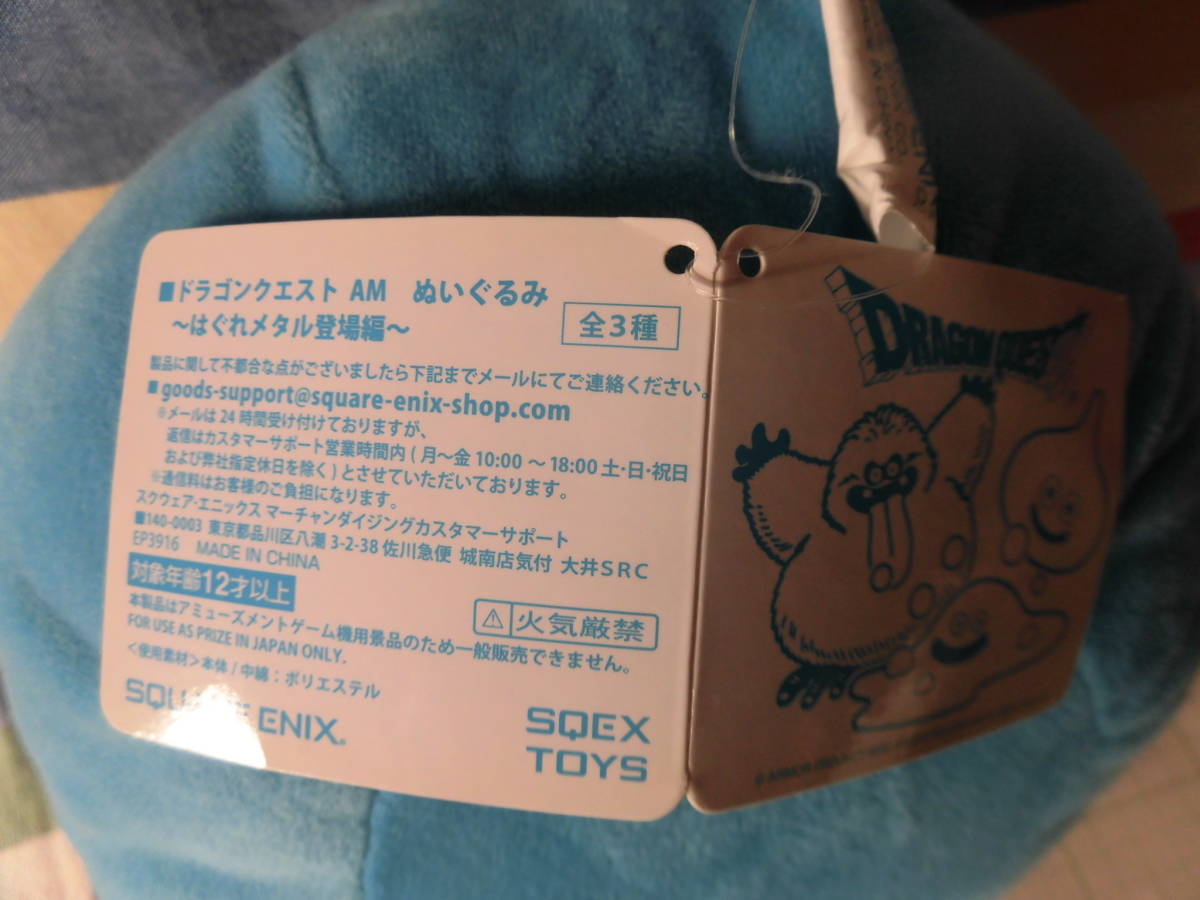 ■ドラゴンクエスト AM ぬいぐるみ
～はぐれメタル登場編～
全3種
製品に関して不都合な点がございましたら下記までメールにてご連絡ください。
■goods-support@square-enix-shop.com
※メールは24時間受け付けておりますが、
返信はカスタマーサポート営業時間内(月～金10:00～18:00土・日・祝日
および弊社指定休日を除く)とさせていただいております。
※通信料はお客様のご負担になります。
スクウェア・エニックス マーチャンダイジングカスタマーサポート
■140-0003 東京都品川区八潮3-2-38 佐川急便 城南店気付 大井SRC
EP3916 MADE IN CHINA
対象年齢12才以上
⚠火気厳禁
本製品はアミューズメントゲーム機用景品のため一般販売できません。
FOR USE AS PRIZE IN JAPAN ONLY.
<使用素材>本体/中綿：ポリエステル
SQUARE ENIX.
SQEX
TOYS
DRAGON QUEST